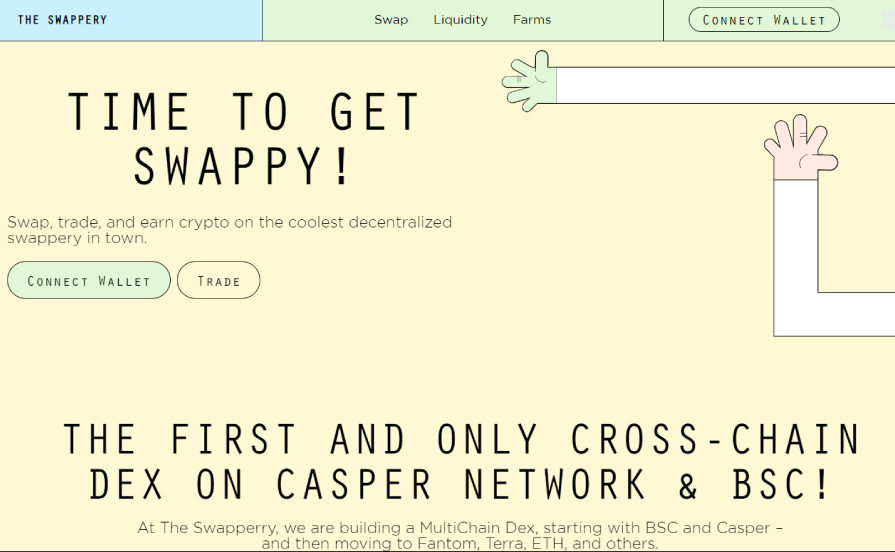 THE SWAPPERY
Swap Liquidity Farms
Connect Wallet
TIME TO GET
SWAPPY!
Swap, trade, and earn crypto on the coolest decentralized
swappery in town.
Connect Wallet
Trade
THE FIRST AND ONLY CROSS-CHAIN
DEX ON CASPER NETWORK & BSC!
At The Swapperry, we are building a MultiChain Dex, starting with BSC and Casper –
and then moving to Fantom, Terra, ETH, and others.